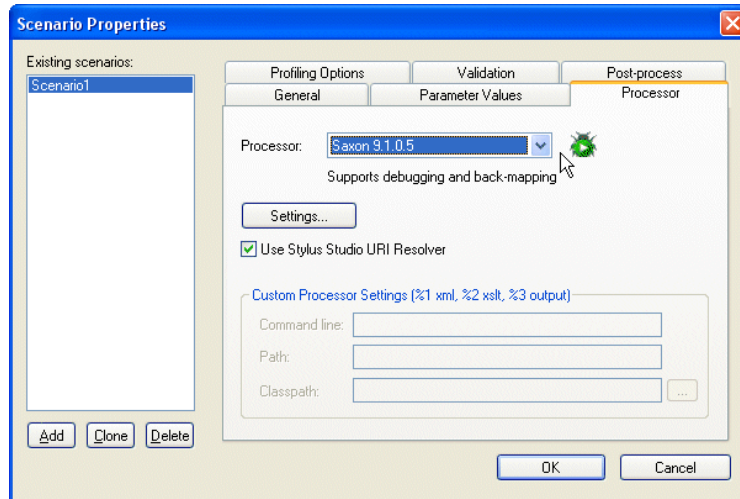 Scenario Properties
Existing scenarios:
Scenario1
Add
Clone
Delete
Profiling Options
Validation
Post-process
General
Parameter Values
Processor
Processor:
Saxon 9.1.0.5
Supports debugging and back-mapping
Settings...
Use Stylus Studio URI Resolver
Custom Processor Settings (%1 xml, %2 xslt, %3 output)
Command line:
Path:
Classpath:
...
OK
Cancel